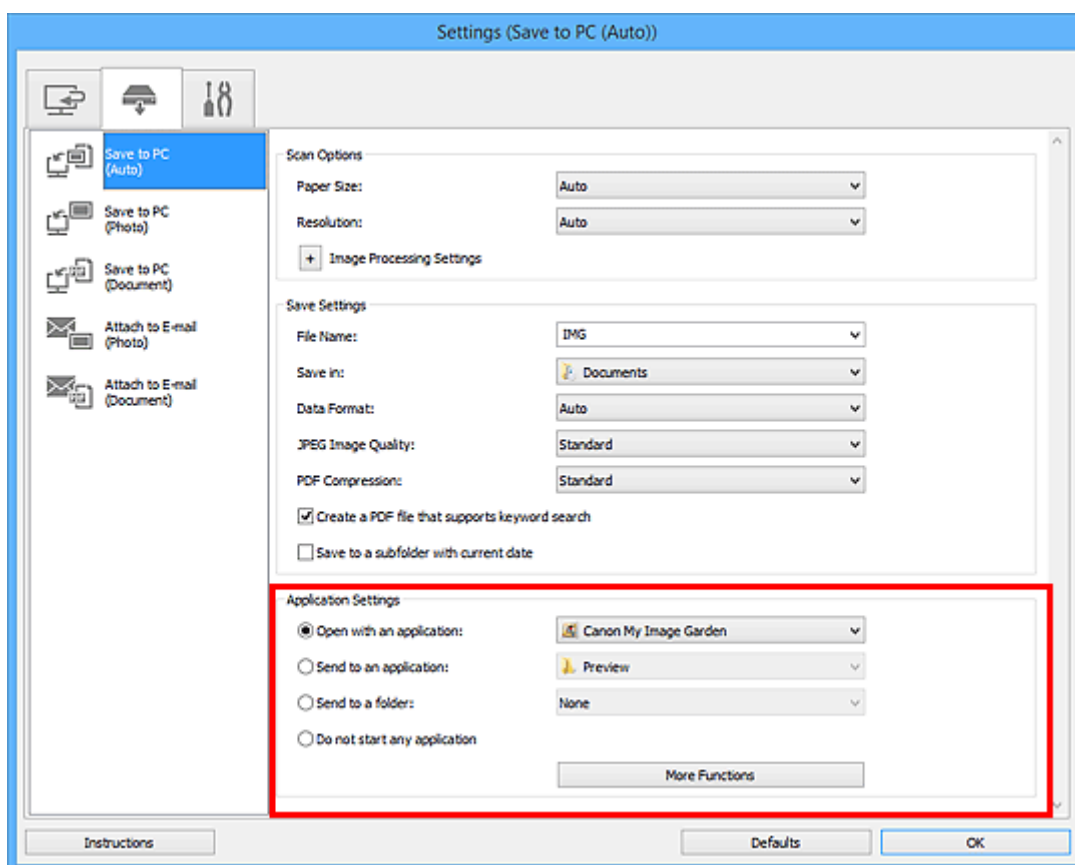 Settings (Save to PC (Auto))
Save to PC
(Auto)
Save to PC
(Photo)
Save to PC
(Document)
Attach to E-mail
(Photo)
Attach to E-mail
(Document)
Scan Options
Paper Size: Auto
Resolution: Auto
+ Image Processing Settings
Save Settings
File Name: IMG
Save in: Documents
Data Format: Auto
JPEG Image Quality: Standard
PDF Compression: Standard
Create a PDF file that supports keyword search
Save to a subfolder with current date
Application Settings
Open with an application: Canon My Image Garden
Send to an application: Preview
Send to a folder: None
Do not start any application
More Functions
Instructions Defaults OK